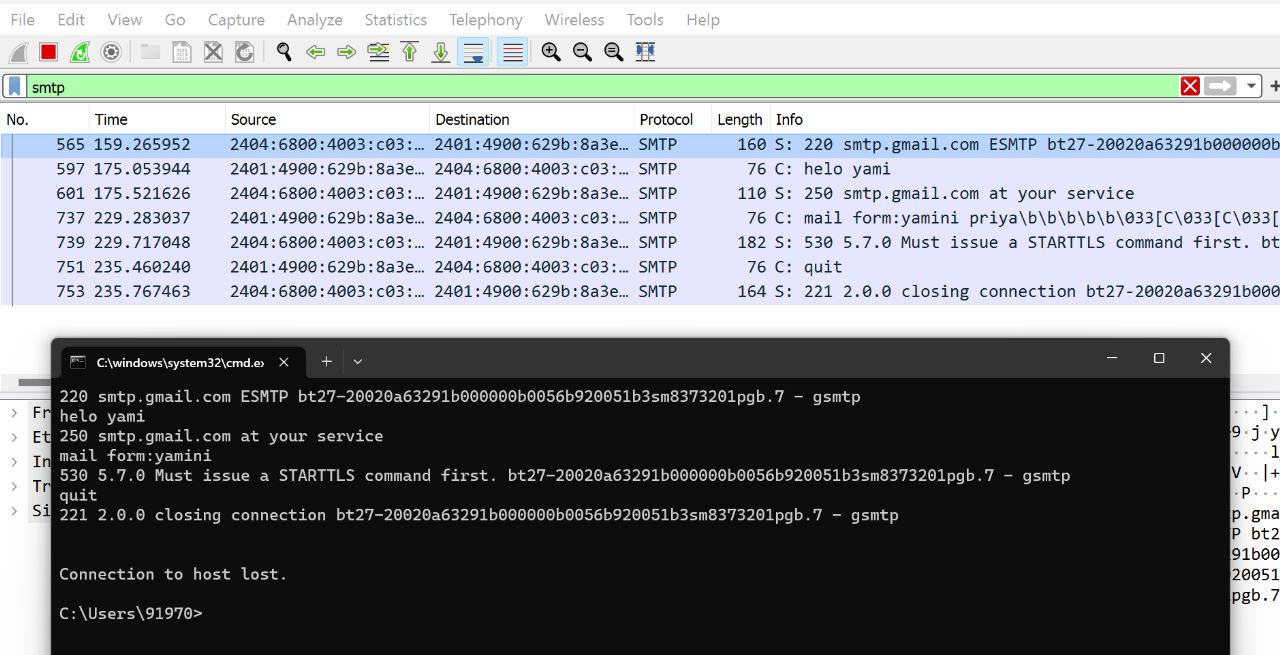 File Edit View Go Capture Analyze Statistics Telephony Wireless Tools Help
smtp
No. Time Source Destination Protocol Length Info
565 159.265952 2404:6800:4003:c03:… 2401:4900:629b:8a3e… SMTP 160 S: 220 smtp.gmail.com ESMTP bt27-20020a63291b000000b
597 175.053944 2401:4900:629b:8a3e… 2404:6800:4003:c03:… SMTP 76 C: helo yami
601 175.521626 2404:6800:4003:c03:… 2401:4900:629b:8a3e… SMTP 110 S: 250 smtp.gmail.com at your service
737 229.283037 2401:4900:629b:8a3e… 2404:6800:4003:c03:… SMTP 76 C: mail form:yamini priya\b\b\b\b\b\033[C\033[C\033[
739 229.717048 2404:6800:4003:c03:… 2401:4900:629b:8a3e… SMTP 182 S: 530 5.7.0 Must issue a STARTTLS command first. bt
751 235.460240 2401:4900:629b:8a3e… 2404:6800:4003:c03:… SMTP 76 C: quit
753 235.767463 2404:6800:4003:c03:… 2401:4900:629b:8a3e… SMTP 164 S: 221 2.0.0 closing connection bt27-20020a63291b000
C:\windows\system32\cmd.ex
220 smtp.gmail.com ESMTP bt27-20020a63291b000000b0056b920051b3sm8373201pgb.7 - gsmtp
helo yami
250 smtp.gmail.com at your service
mail form:yamini
530 5.7.0 Must issue a STARTTLS command first. bt27-20020a63291b000000b0056b920051b3sm8373201pgb.7 - gsmtp
quit
221 2.0.0 closing connection bt27-20020a63291b000000b0056b920051b3sm8373201pgb.7 - gsmtp
Connection to host lost.
C:\Users\91970>
Fr
Et
In
Tr
Si
···]·
9·jy
····l
V··|+
·P···
p.gma
P bt2
91b00
20051
pgb.7